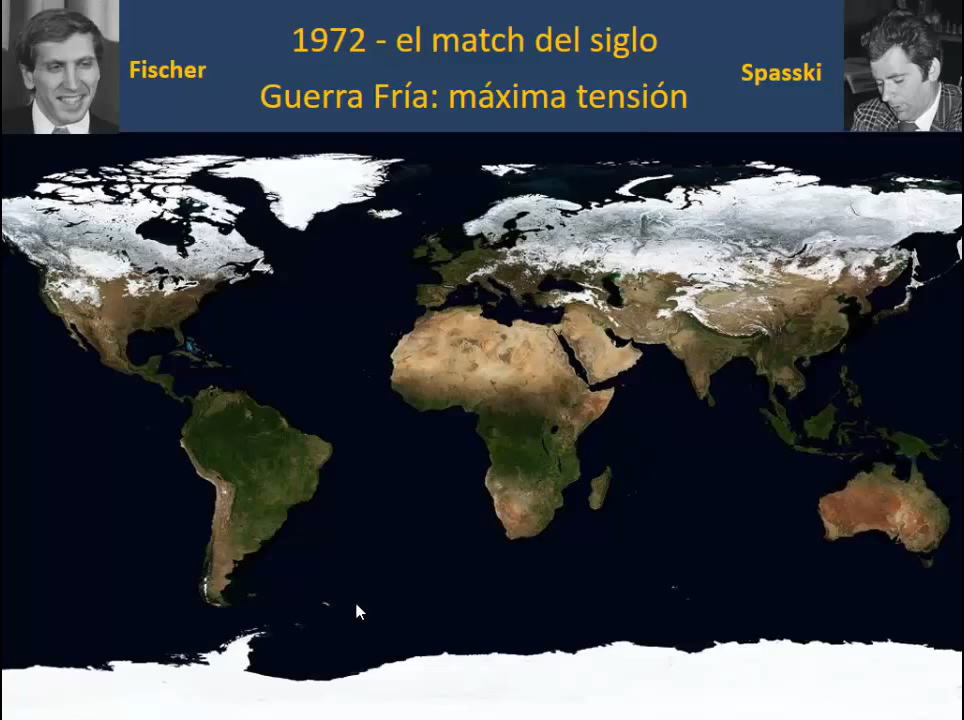 1972 - el match del siglo
Fischer
Spasski
Guerra Fría: máxima tensión